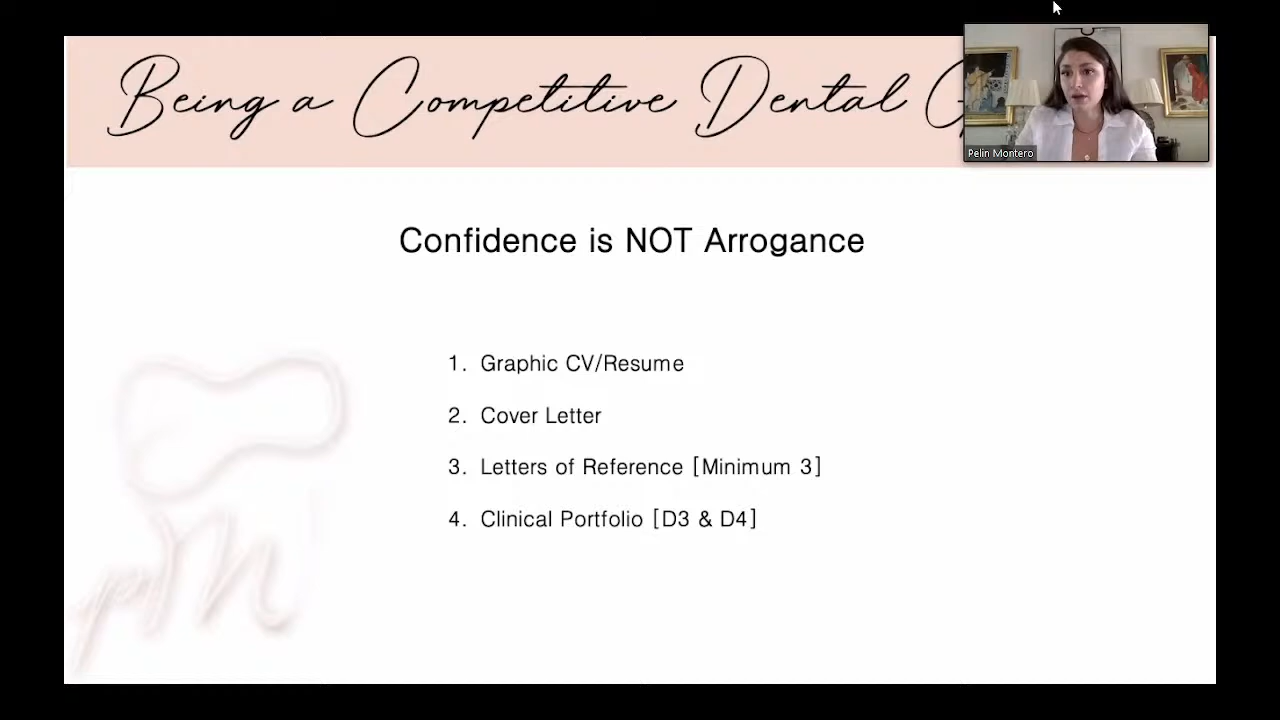 Being a Competitive Dental
Pelin Montero
Confidence is NOT Arrogance
1. Graphic CV/Resume
2. Cover Letter
3. Letters of Reference [Minimum 3]
4. Clinical Portfolio [D3 & D4]